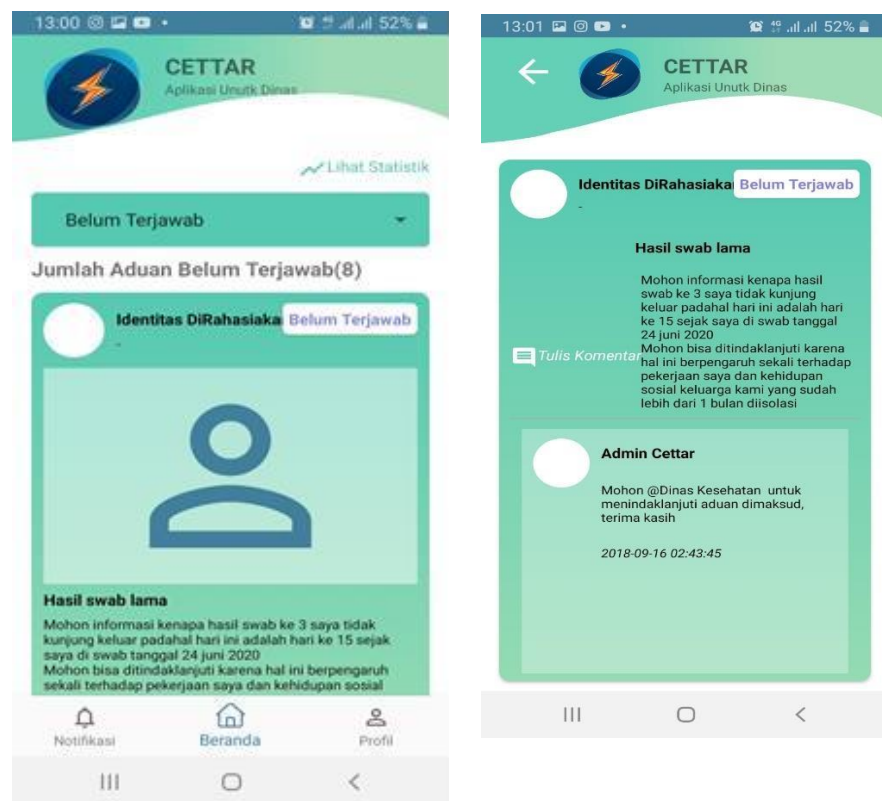 13:00 52%
CETTAR
Aplikasi Unutk Dinas
Lihat Statistik
Belum Terjawab
Jumlah Aduan Belum Terjawab(8)
Identitas DiRahasiaka Belum Terjawab
-
Hasil swab lama
Mohon informasi kenapa hasil swab ke 3 saya tidak
kunjung keluar padahal hari ini adalah hari ke 15 sejak
saya di swab tanggal 24 juni 2020
Mohon bisa ditindaklanjuti karena hal ini berpengaruh
sekali terhadap pekerjaan saya dan kehidupan sosial
Notifikasi Beranda Profil
13:01 52%
CETTAR
Aplikasi Unutk Dinas
Identitas DiRahasiaka Belum Terjawab
-
Hasil swab lama
Mohon informasi kenapa hasil
swab ke 3 saya tidak kunjung
keluar padahal hari ini adalah hari
ke 15 sejak saya di swab tanggal
24 juni 2020
Mohon bisa ditindaklanjuti karena
hal ini berpengaruh sekali terhadap
pekerjaan saya dan kehidupan
sosial keluarga kami yang sudah
lebih dari 1 bulan diisolasi
Tulis Komentar
Admin Cettar
Mohon @Dinas Kesehatan untuk
menindaklanjuti aduan dimaksud,
terima kasih
2018-09-16 02:43:45